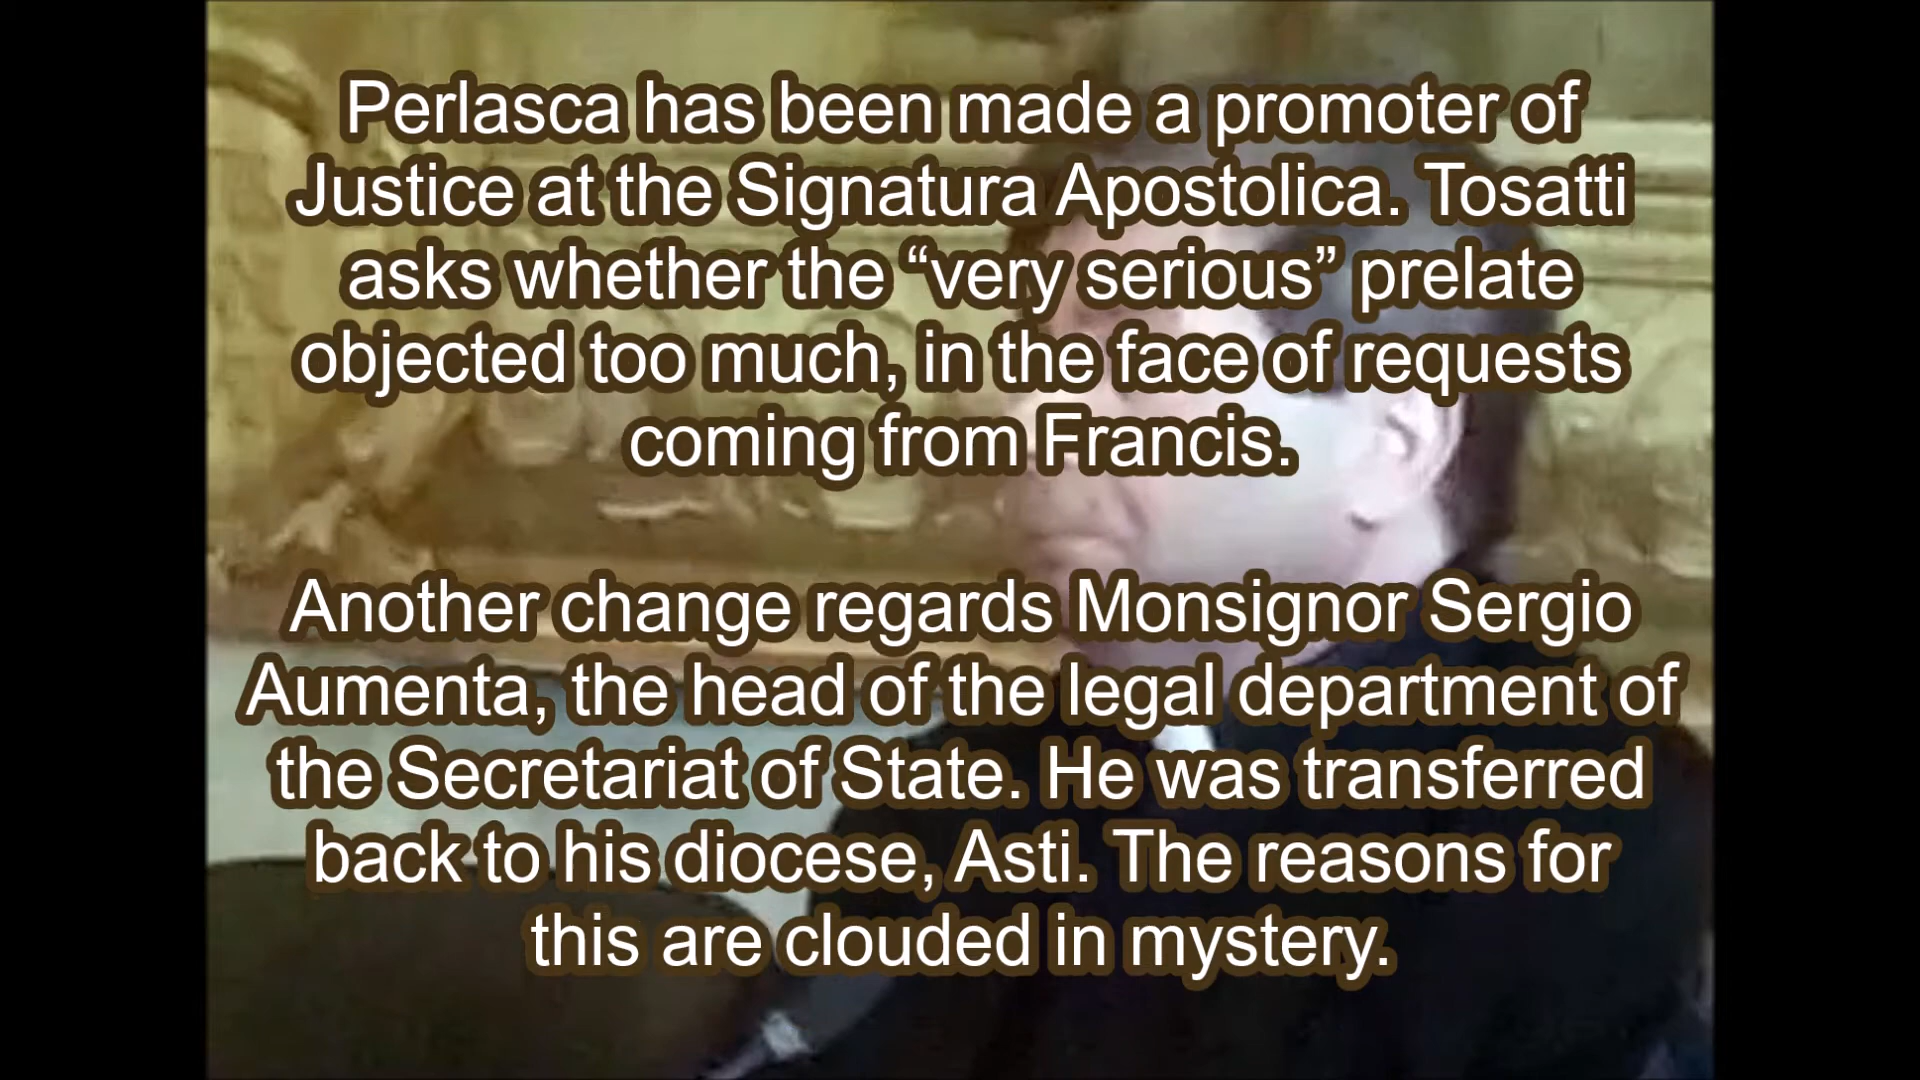 Perlasca has been made a promoter of
Justice at the Signatura Apostolica. Tosatti
asks whether the “very serious” prelate
objected too much, in the face of requests
coming from Francis.
Another change regards Monsignor Sergio
Aumenta, the head of the legal department of
the Secretariat of State. He was transferred
back to his diocese, Asti. The reasons for
this are clouded in mystery.